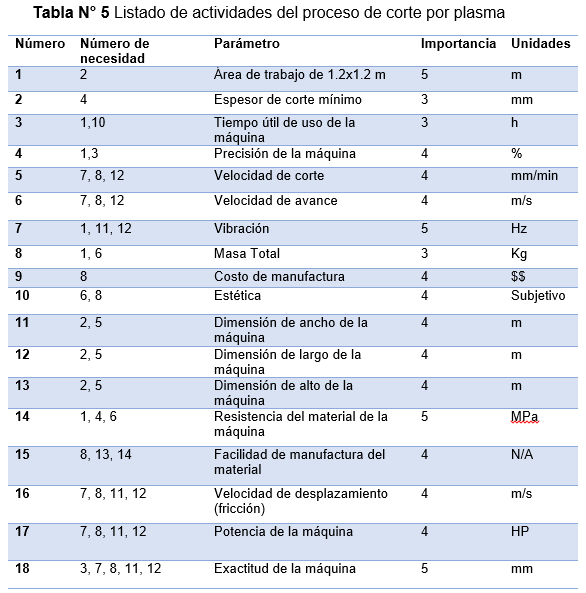 Tabla N° 5 Listado de actividades del proceso de corte por plasma
Número Número de necesidad Parámetro Importancia Unidades
1 2 Área de trabajo de 1.2x1.2 m 5 m
2 4 Espesor de corte mínimo 3 mm
3 1,10 Tiempo útil de uso de la máquina 3 h
4 1,3 Precisión de la máquina 4 %
5 7, 8, 12 Velocidad de corte 4 mm/min
6 7, 8, 12 Velocidad de avance 4 m/s
7 1, 11, 12 Vibración 5 Hz
8 1, 6 Masa Total 3 Kg
9 8 Costo de manufactura 4 $$
10 6, 8 Estética 4 Subjetivo
11 2, 5 Dimensión de ancho de la máquina 4 m
12 2, 5 Dimensión de largo de la máquina 4 m
13 2, 5 Dimensión de alto de la máquina 4 m
14 1, 4, 6 Resistencia del material de la máquina 5 MPa
15 8, 13, 14 Facilidad de manufactura del material 4 N/A
16 7, 8, 11, 12 Velocidad de desplazamiento (fricción) 4 m/s
17 7, 8, 11, 12 Potencia de la máquina 4 HP
18 3, 7, 8, 11, 12 Exactitud de la máquina 5 mm